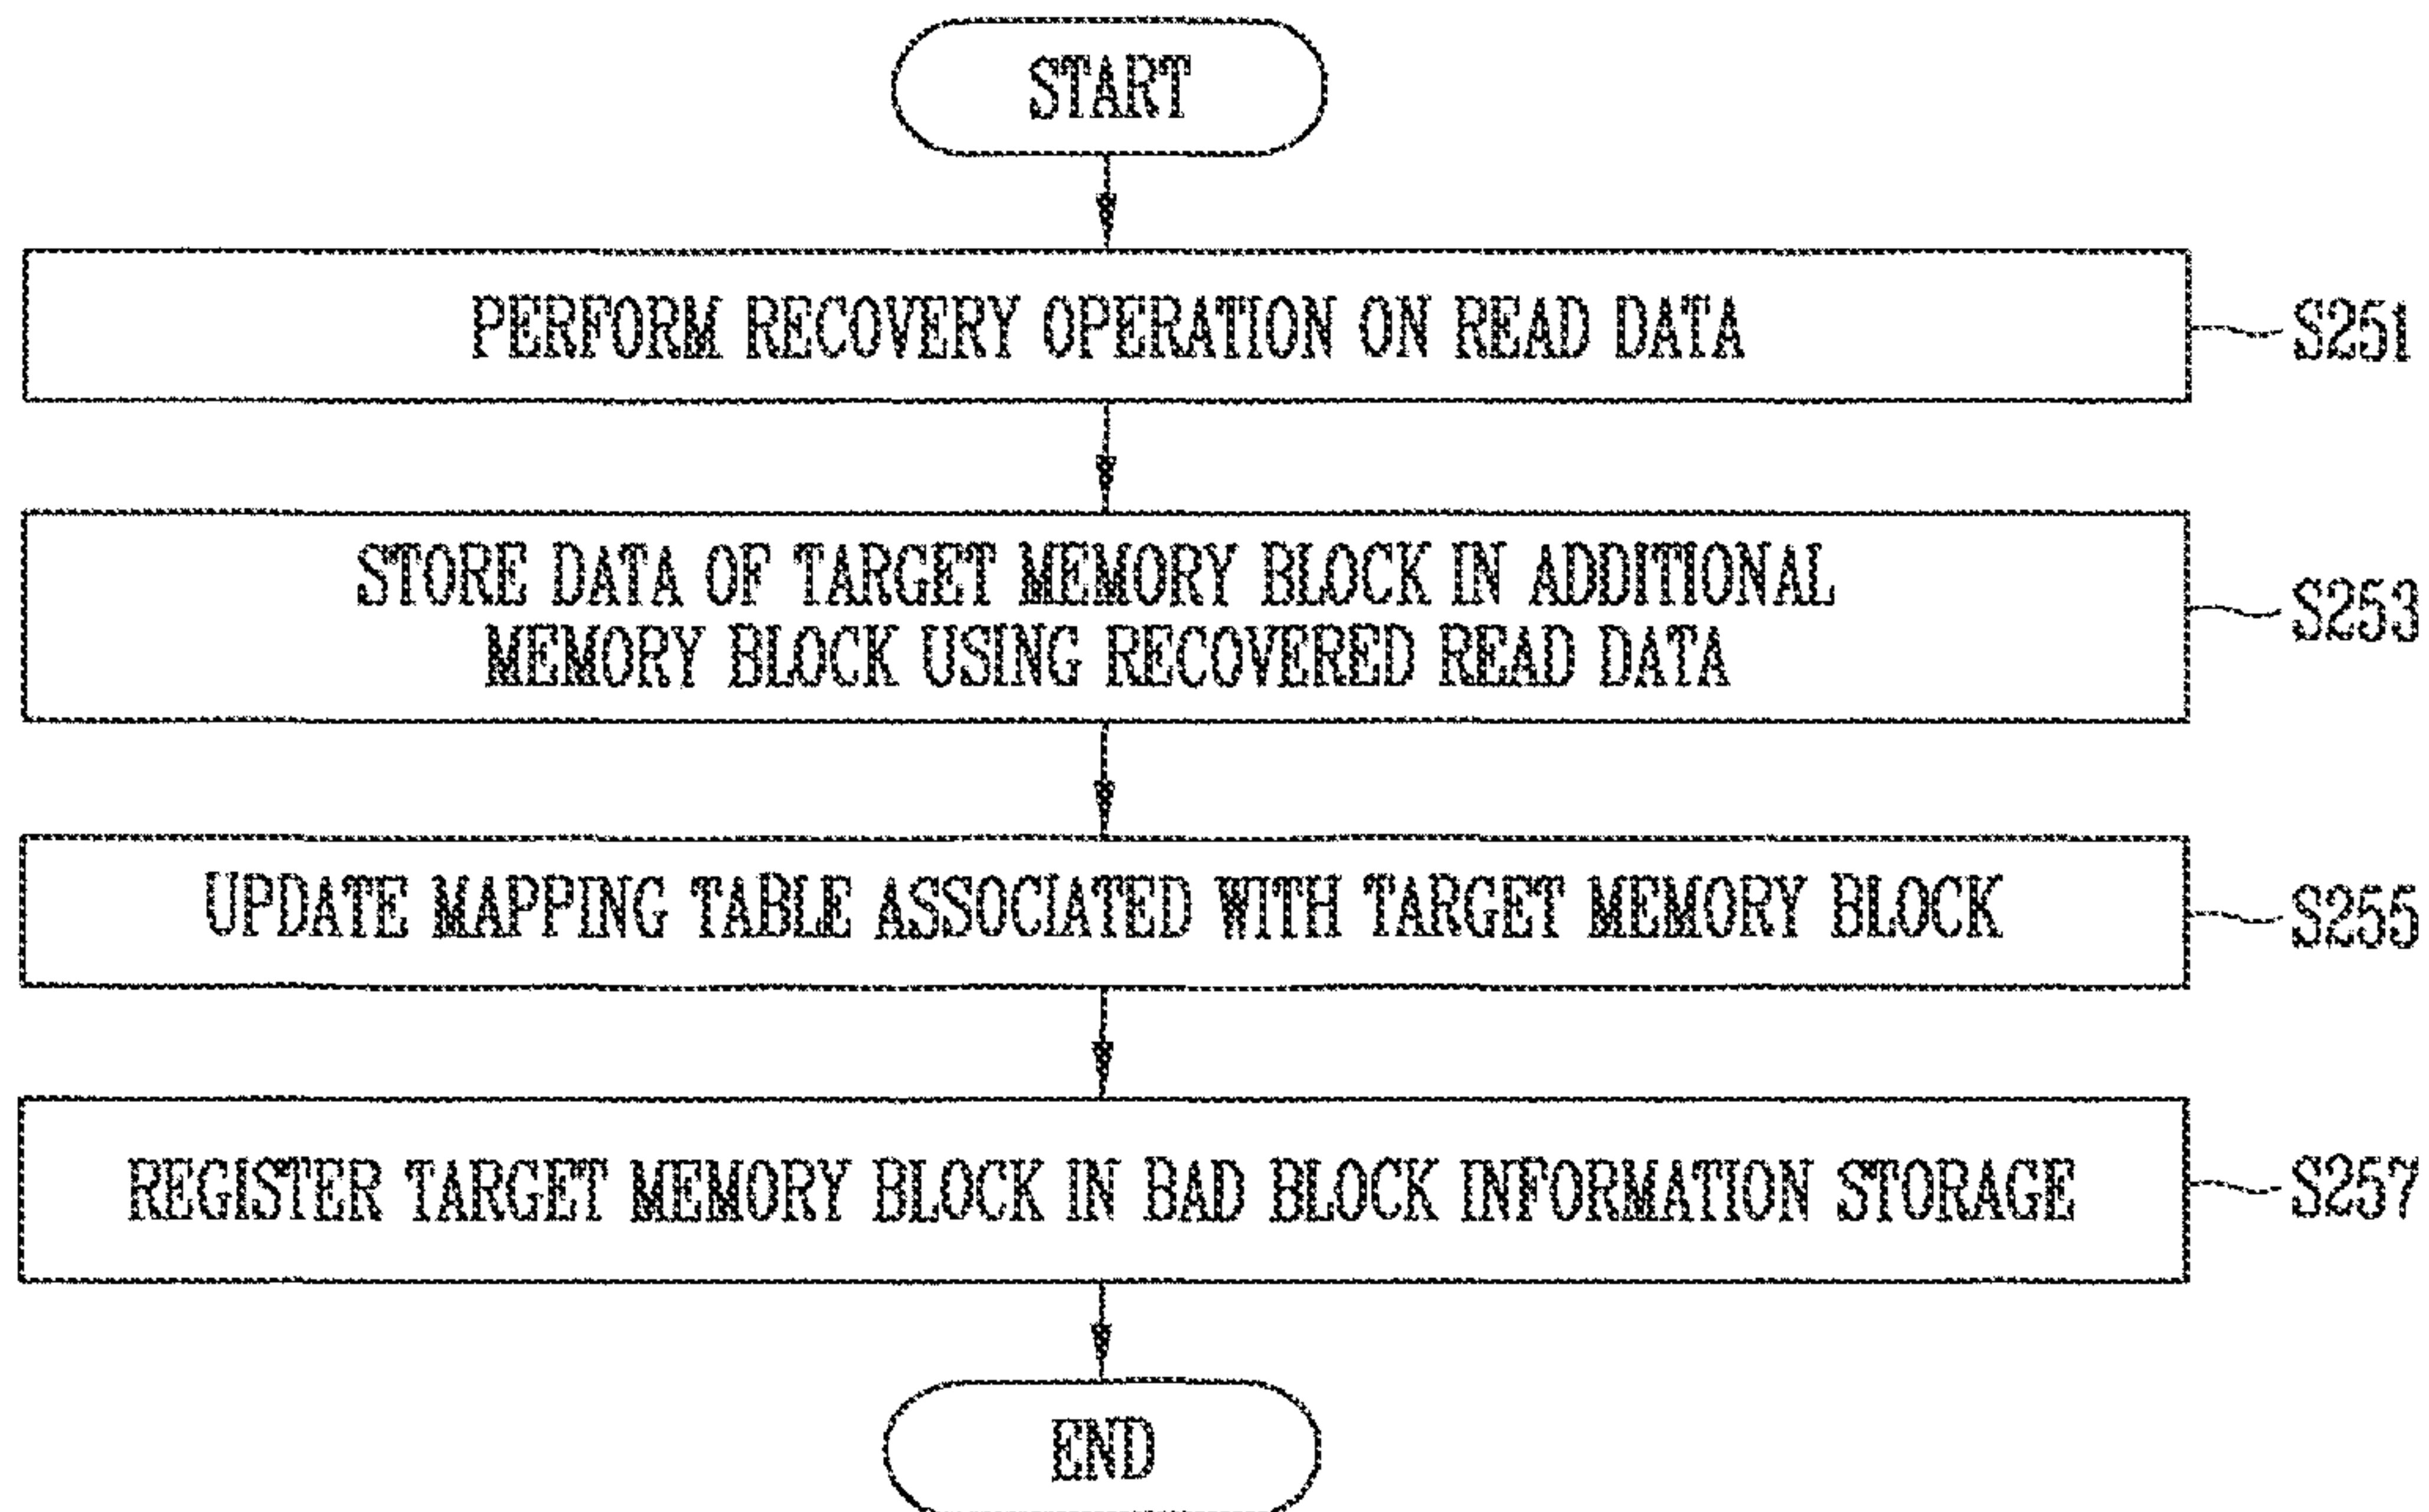 START
PERFORM RECOVERY OPERATION ON READ DATA
S251
STORE DATA OF TARGET MEMORY BLOCK IN ADDITIONAL
MEMORY BLOCK USING RECOVERED READ DATA
S253
UPDATE MAPPING TABLE ASSOCIATED WITH TARGET MEMORY BLOCK
S255
REGISTER TARGET MEMORY BLOCK IN BAD BLOCK INFORMATION STORAGE
S257
END